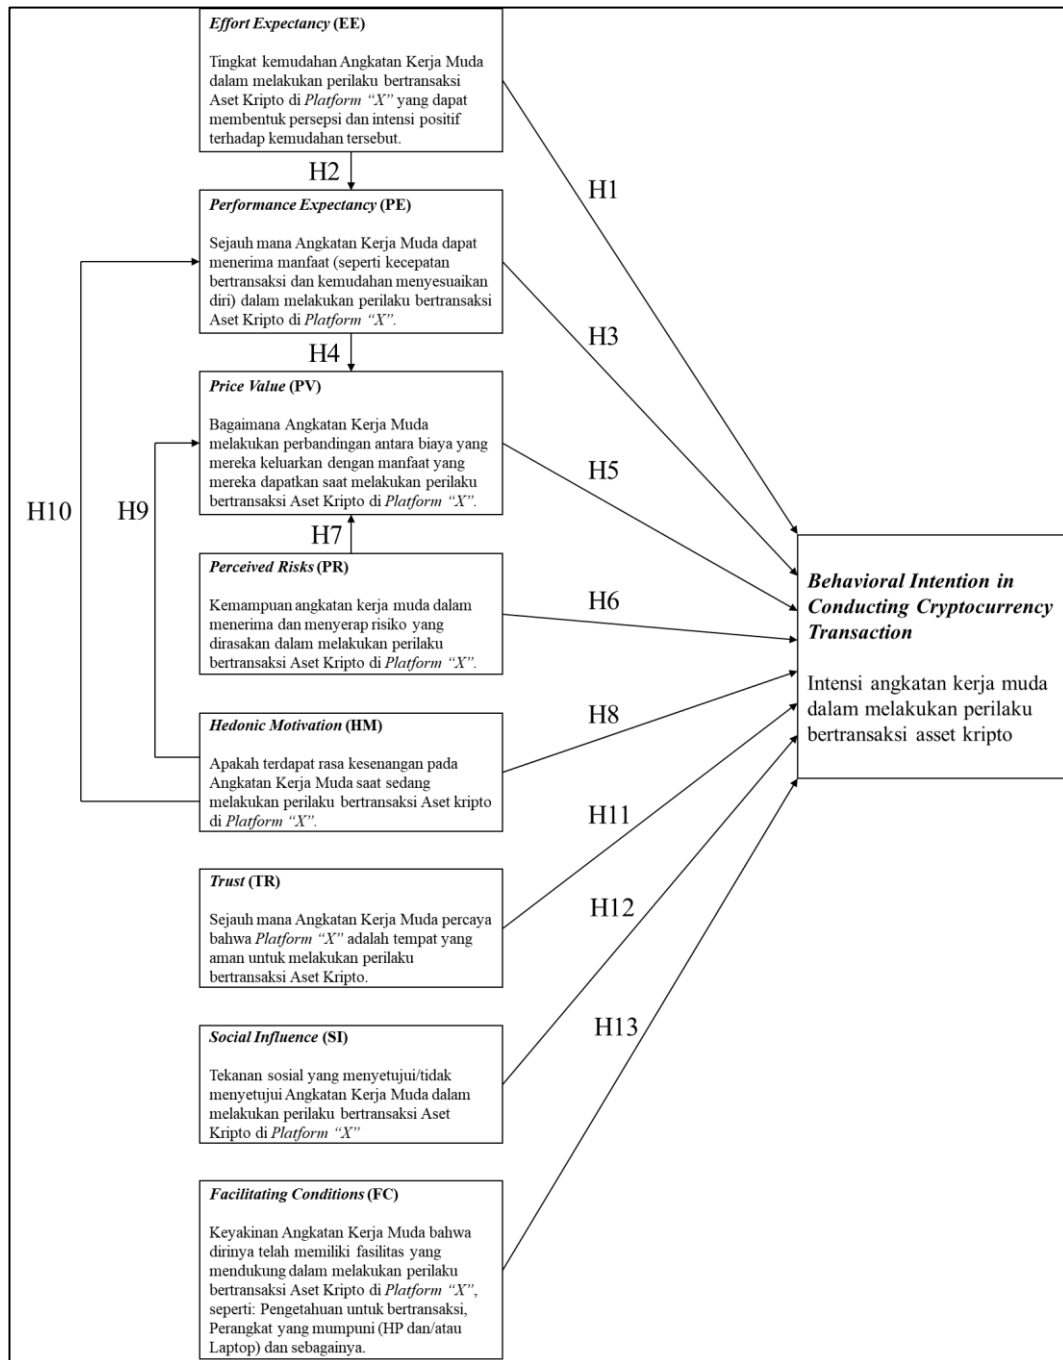 Effort Expectancy (EE)
Tingkat kemudahan Angkatan Kerja Muda
dalam melakukan perilaku bertransaksi
Aset Kripto di Platform “X” yang dapat
membentuk persepsi dan intensi positif
terhadap kemudahan tersebut.
H2
H1
Performance Expectancy (PE)
Sejauh mana Angkatan Kerja Muda dapat
menerima manfaat (seperti kecepatan
bertransaksi dan kemudahan menyesuaikan
diri) dalam melakukan perilaku bertransaksi
Aset Kripto di Platform “X”.
H4
H3
Price Value (PV)
Bagaimana Angkatan Kerja Muda
melakukan perbandingan antara biaya yang
mereka keluarkan dengan manfaat yang
mereka dapatkan saat melakukan perilaku
bertransaksi Aset Kripto di Platform “X”.
H5
H10
H9
H7
Perceived Risks (PR)
Kemampuan angkatan kerja muda dalam
menerima dan menyerap risiko yang
dirasakan dalam melakukan perilaku
bertransaksi Aset Kripto di Platform “X”.
H6
Behavioral Intention in
Conducting Cryptocurrency
Transaction
Intensi angkatan kerja muda
dalam melakukan perilaku
bertransaksi asset kripto
Hedonic Motivation (HM)
Apakah terdapat rasa kesenangan pada
Angkatan Kerja Muda saat sedang
melakukan perilaku bertransaksi Aset kripto
di Platform “X”.
H8
H11
Trust (TR)
Sejauh mana Angkatan Kerja Muda percaya
bahwa Platform “X” adalah tempat yang
aman untuk melakukan perilaku
bertransaksi Aset Kripto.
H12
Social Influence (SI)
Tekanan sosial yang menyetujui/tidak
menyetujui Angkatan Kerja Muda dalam
melakukan perilaku bertransaksi Aset
Kripto di Platform “X”
H13
Facilitating Conditions (FC)
Keyakinan Angkatan Kerja Muda bahwa
dirinya telah memiliki fasilitas yang
mendukung dalam melakukan perilaku
bertransaksi Aset Kripto di Platform “X”,
seperti: Pengetahuan untuk bertransaksi,
Perangkat yang mumpuni (HP dan/atau
Laptop) dan sebagainya.